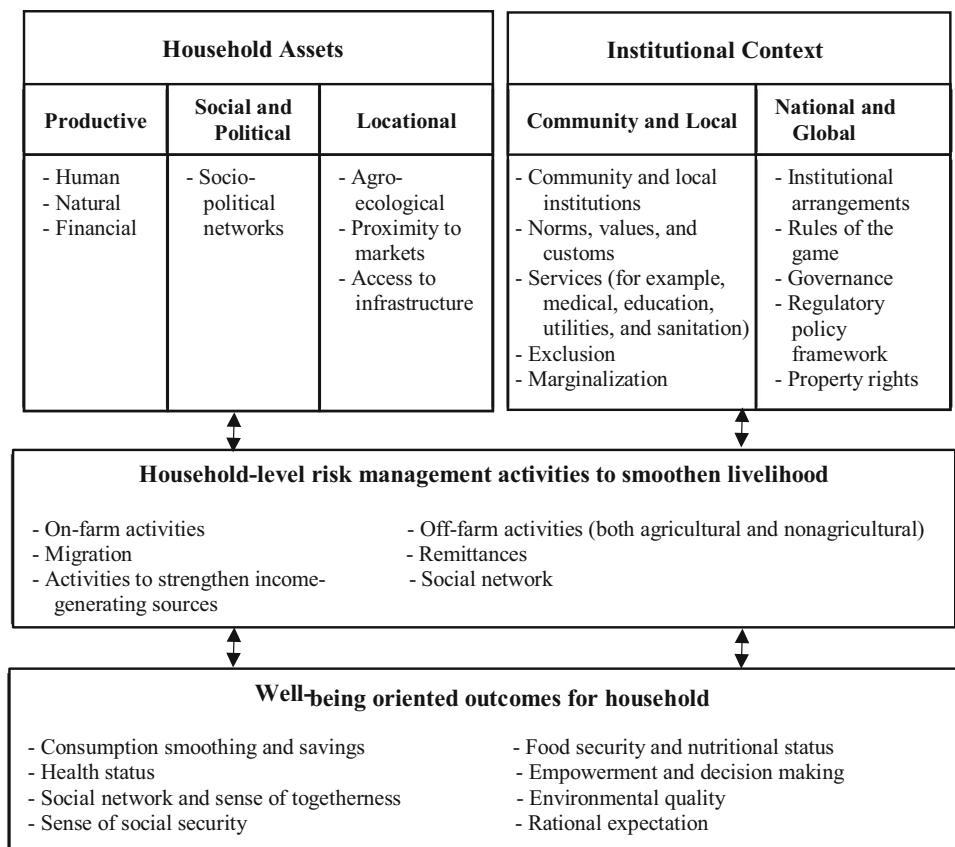 Household Assets
Productive
Social and
Political
Locational
- Human
- Natural
- Financial
- Socio-
political
networks
- Agro-
ecological
- Proximity to
markets
- Access to
infrastructure
Institutional Context
Community and Local
National and
Global
- Community and local
institutions
- Norms, values, and
customs
- Services (for example,
medical, education,
utilities, and sanitation)
- Exclusion
- Marginalization
- Institutional
arrangements
- Rules of the
game
- Governance
- Regulatory
policy
framework
- Property rights
Household-level risk management activities to smoothen livelihood
- On-farm activities
- Migration
- Activities to strengthen income-
generating sources
- Off-farm activities (both agricultural and nonagricultural)
- Remittances
- Social network
Well-being oriented outcomes for household
- Consumption smoothing and savings
- Health status
- Social network and sense of togetherness
- Sense of social security
- Food security and nutritional status
- Empowerment and decision making
- Environmental quality
- Rational expectation